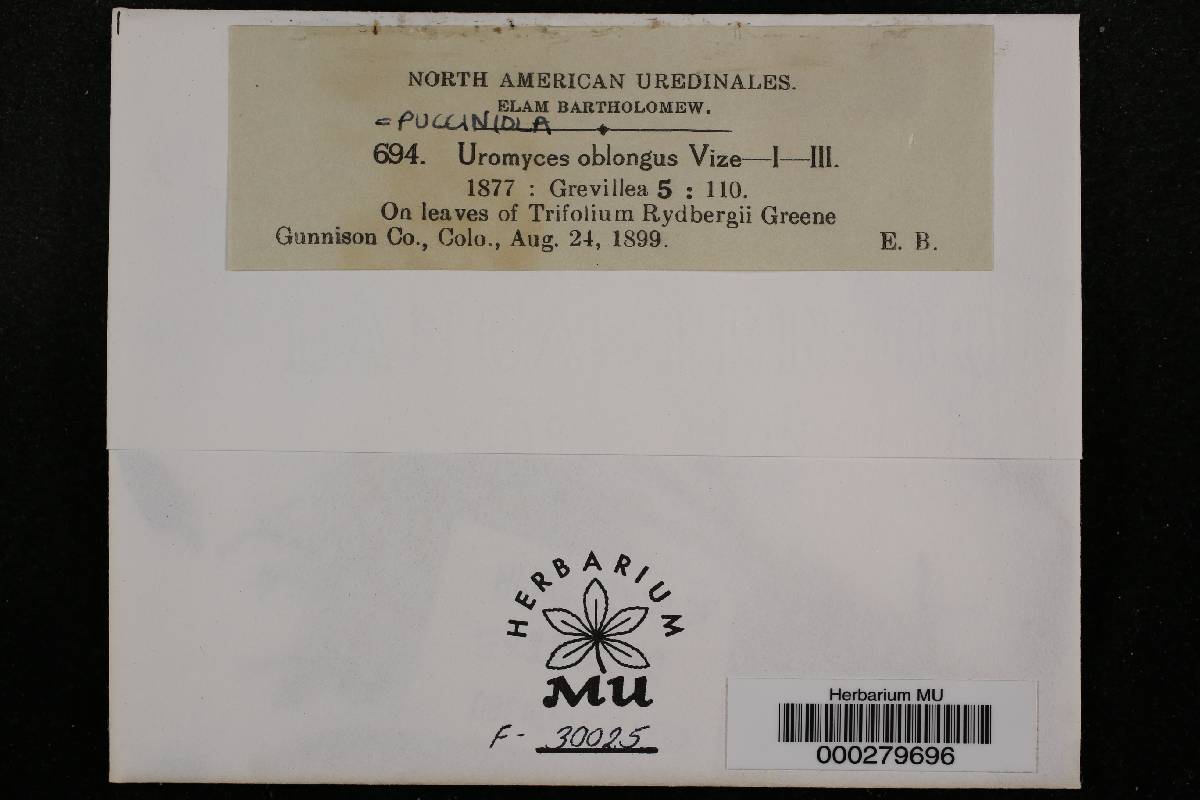 NORTH AMERICAN UREDINALES.
ELAM BARTHOLOMEW.
= PUCCINIOLA
694. Uromyces oblongus Vize—I—III.
1877 : Grevillea 5 : 110.
On leaves of Trifolium Rydbergii Greene
Gunnison Co., Colo., Aug. 24, 1899. E. B.
HERBARIUM
MU
F- 30025
Herbarium MU
000279696